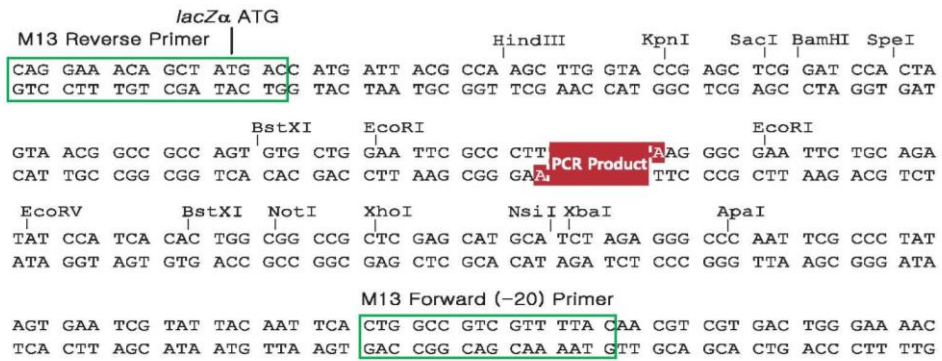 lacZα ATG
M13 Reverse Primer
HindIII KpnI SacI BamHI SpeI
CAG GAA ACA GCT ATG ACC ATG ATT ACG CCA AGC TTG GTA CCG AGC TCG GAT CCA CTA
GTC CTT TGT CGA TAC TGG TAC TAA TGC GGT TCG AAC CAT GGC TCG AGC CTA GGT GAT
BstXI EcoRI EcoRI
GTA ACG GCC GCC AGT GTG CTG GAA TTC GCC CTT PCR Product AAG GGC GAA TTC TGC AGA
CAT TGC CGG CGG TCA CAC GAC CTT AAG CGG GAA TTC CCG CTT AAG ACG TCT
EcoRV BstXI NotI XhoI NsiI XbaI ApaI
TAT CCA TCA CAC TGG CGG CCG CTC GAG CAT GCA TCT AGA GGG CCC AAT TCG CCC TAT
ATA GGT AGT GTG ACC GCC GGC GAG CTC GCA CAT AGA TCT CCC GGG TTA AGC GGG ATA
M13 Forward (-20) Primer
AGT GAA TCG TAT TAC AAT TCA CTG GCC GTC GTT TTA CAA CGT CGT GAC TGG GAA AAC
TCA CTT AGC ATA ATG TTA AGT GAC CGG CAG CAA AAT GTT GCA GCA CTG ACC CTT TTG